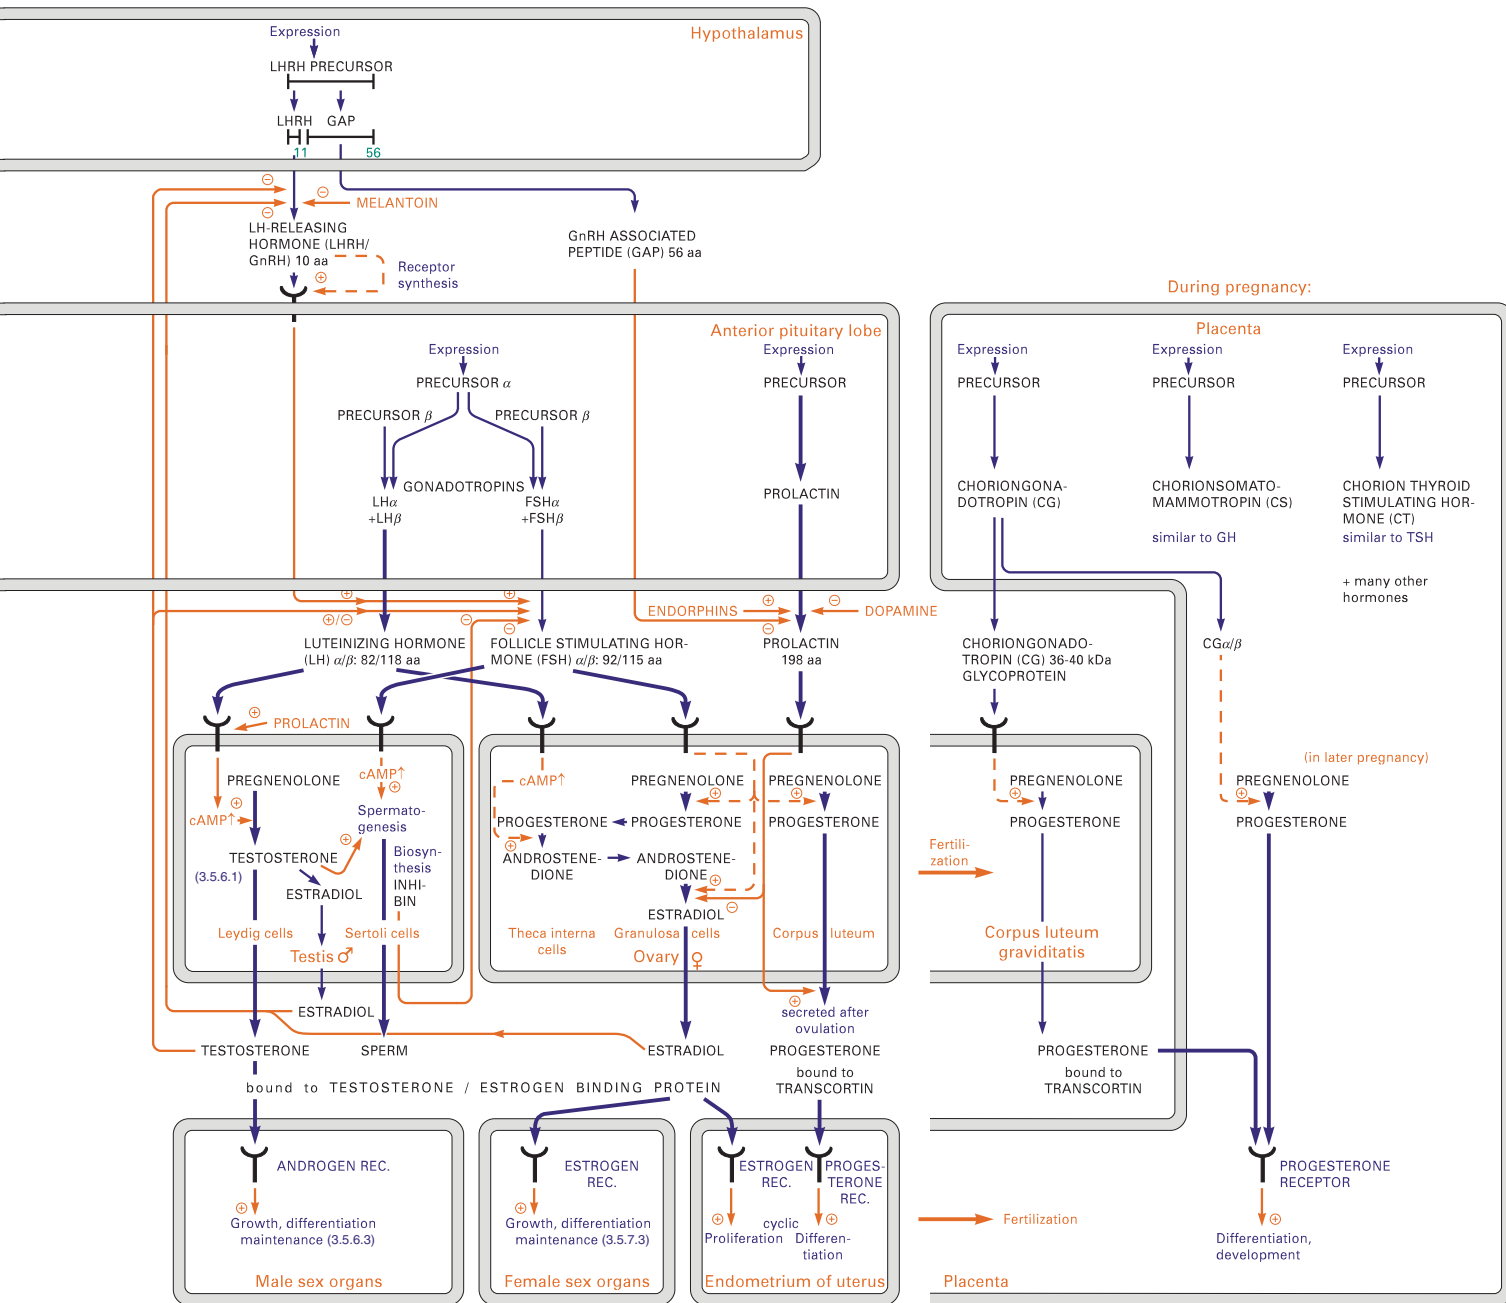 Expression
Hypothalamus
LHRH PRECURSOR
LHRH GAP
11 56
⊖
⊖
MELANTOIN
⊖
LH-RELEASING
HORMONE (LHRH/
GnRH) 10 aa
⊕
Receptor
synthesis
GnRH ASSOCIATED
PEPTIDE (GAP) 56 aa
During pregnancy:
Anterior pituitary lobe
Expression
PRECURSOR α
PRECURSOR β PRECURSOR β
GONADOTROPINS
LHα
+LHβ
FSHα
+FSHβ
Expression
PRECURSOR
PROLACTIN
Placenta
Expression
PRECURSOR
CHORIONGONA-
DOTROPIN (CG)
Expression
PRECURSOR
CHORIONSOMATO-
MAMMOTROPIN (CS)
similar to GH
Expression
PRECURSOR
CHORION THYROID
STIMULATING HOR-
MONE (CT)
similar to TSH
+ many other
hormones
⊕ ⊕
⊕/⊖ ⊖ ⊖
ENDORPHINS ⊕ ⊖ DOPAMINE
⊖
LUTEINIZING HORMONE
(LH) α/β: 82/118 aa
FOLLICLE STIMULATING HOR-
MONE (FSH) α/β: 92/115 aa
PROLACTIN
198 aa
CHORIONGONADO-
TROPIN (CG) 36-40 kDa
GLYCOPROTEIN
CGα/β
⊕ PROLACTIN
PREGNENOLONE
⊕
cAMP↑
TESTOSTERONE
(3.5.6.1)
ESTRADIOL
Leydig cells
cAMP↑
⊕
Spermato-
genesis
⊕
Biosyn-
thesis
INHI-
BIN
Sertoli cells
Testis ♂
cAMP↑
PROGESTERONE
⊕
ANDROSTENE-
DIONE
Theca interna
cells
PREGNENOLONE
⊕
PROGESTERONE
ANDROSTENE-
DIONE
⊕
ESTRADIOL ⊖
Granulosa cells
Ovary ♀
PREGNENOLONE
⊕
PROGESTERONE
Corpus luteum
Fertili-
zation
PREGNENOLONE
⊕
PROGESTERONE
Corpus luteum
graviditatis
(in later pregnancy)
PREGNENOLONE
⊕
PROGESTERONE
ESTRADIOL
⊕
secreted after
ovulation
TESTOSTERONE SPERM ESTRADIOL PROGESTERONE PROGESTERONE
bound to
TRANSCORTIN
bound to
TRANSCORTIN
bound to TESTOSTERONE / ESTROGEN BINDING PROTEIN
ANDROGEN REC.
⊕
Growth, differentiation
maintenance (3.5.6.3)
Male sex organs
ESTROGEN
REC.
⊕
Growth, differentiation
maintenance (3.5.7.3)
Female sex organs
ESTROGEN
REC.
PROGES-
TERONE
REC.
⊕ ⊕
cyclic
Proliferation
Differen-
tiation
Endometrium of uterus
Fertilization
PROGESTERONE
RECEPTOR
⊕
Differentiation,
development
Placenta